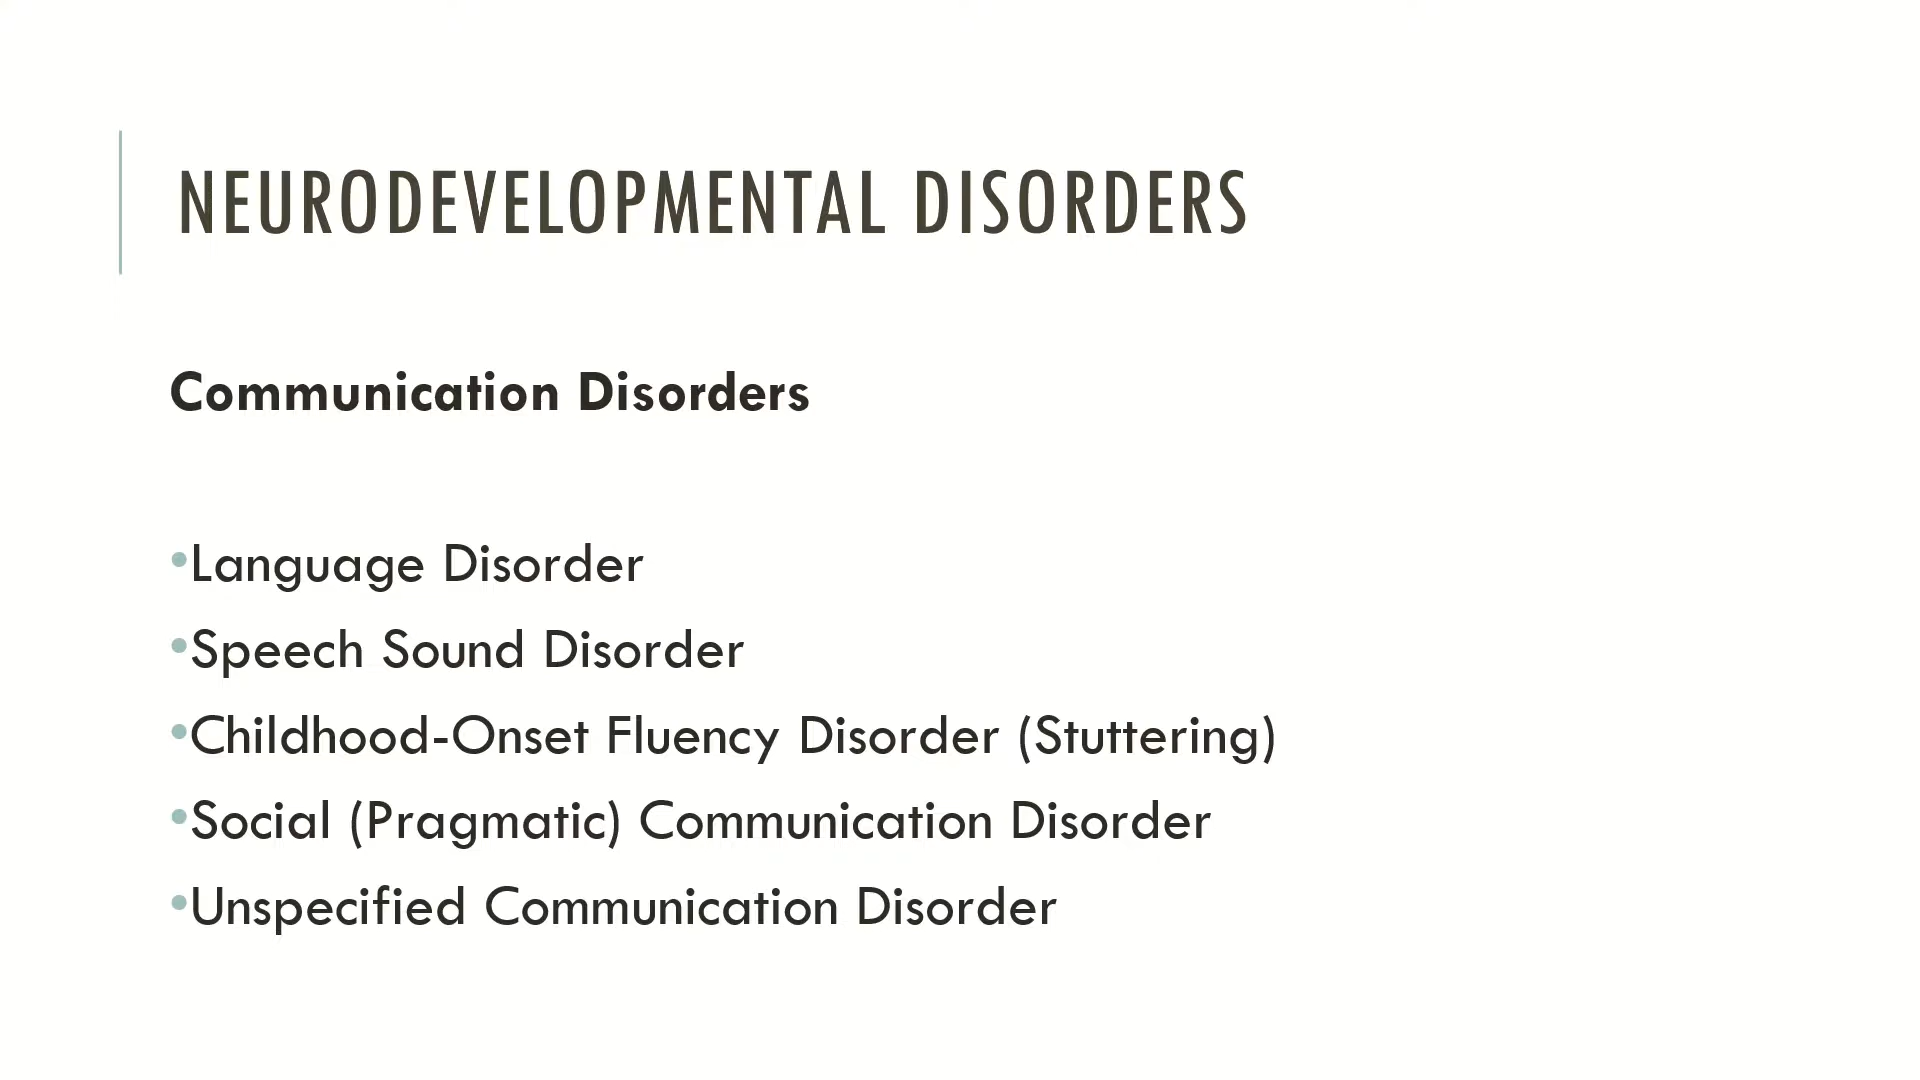 NEURODEVELOPMENTAL DISORDERS
Communication Disorders
•Language Disorder
•Speech Sound Disorder
•Childhood-Onset Fluency Disorder (Stuttering)
•Social (Pragmatic) Communication Disorder
•Unspecified Communication Disorder